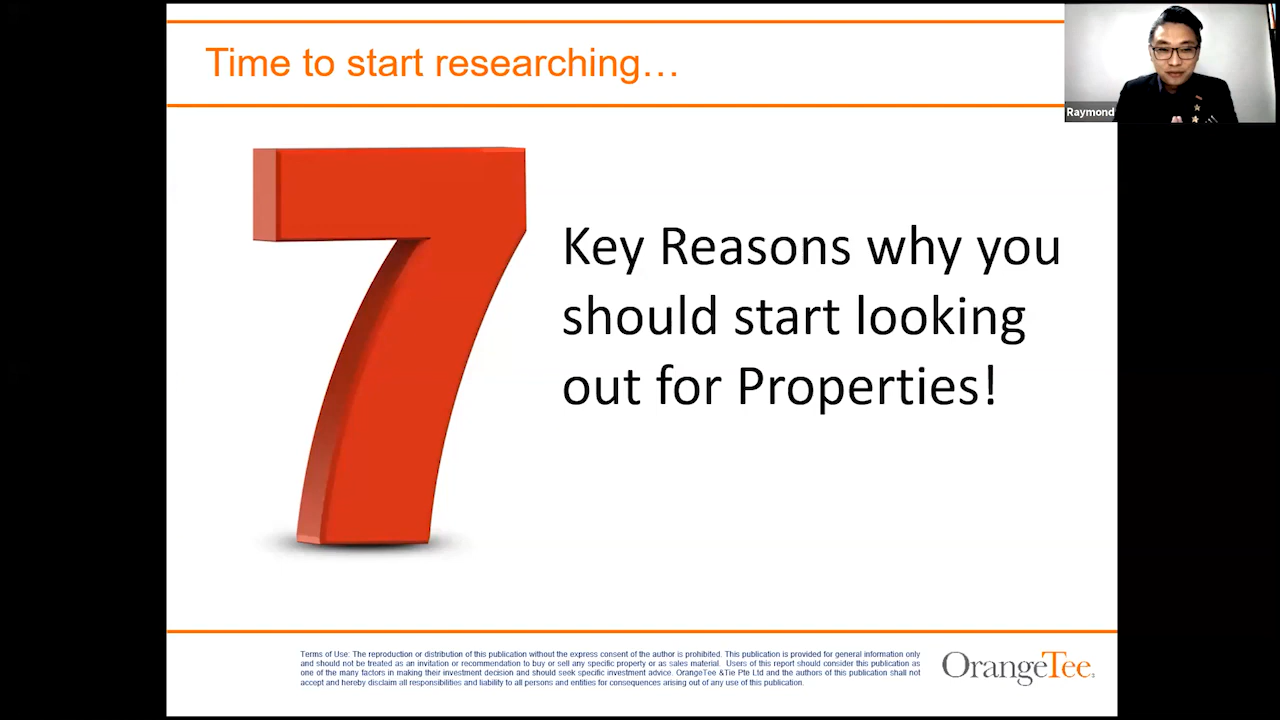 Time to start researching...
Raymond
7
Key Reasons why you
should start looking
out for Properties!
Terms of Use: The reproduction or distribution of this publication without the express consent of the author is prohibited. This publication is provided for general information only
and should not be treated as an invitation or recommendation to buy or sell any specific property or as sales material. Users of this report should consider this publication as
one of the many factors in making their investment decision and should seek specific investment advice. OrangeTee &Tie Pte Ltd and the authors of this publication shall not
accept and hereby disclaim all responsibilities and liability to all persons and entities for consequences arising out of any use of this publication.
OrangeTee